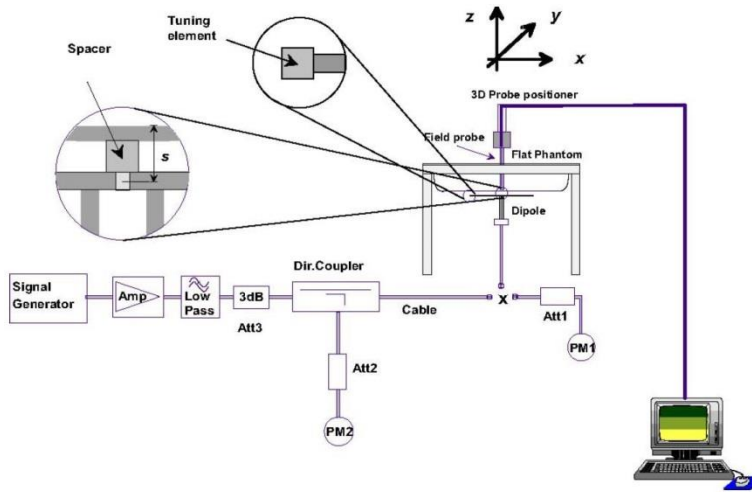 Tuning
element
Spacer
s
z
y
x
3D Probe positioner
Field probe
Flat Phantom
Dipole
Signal
Generator
Amp
Low
Pass
3dB
Att3
Dir.Coupler
Cable
x
Att1
PM1
Att2
PM2